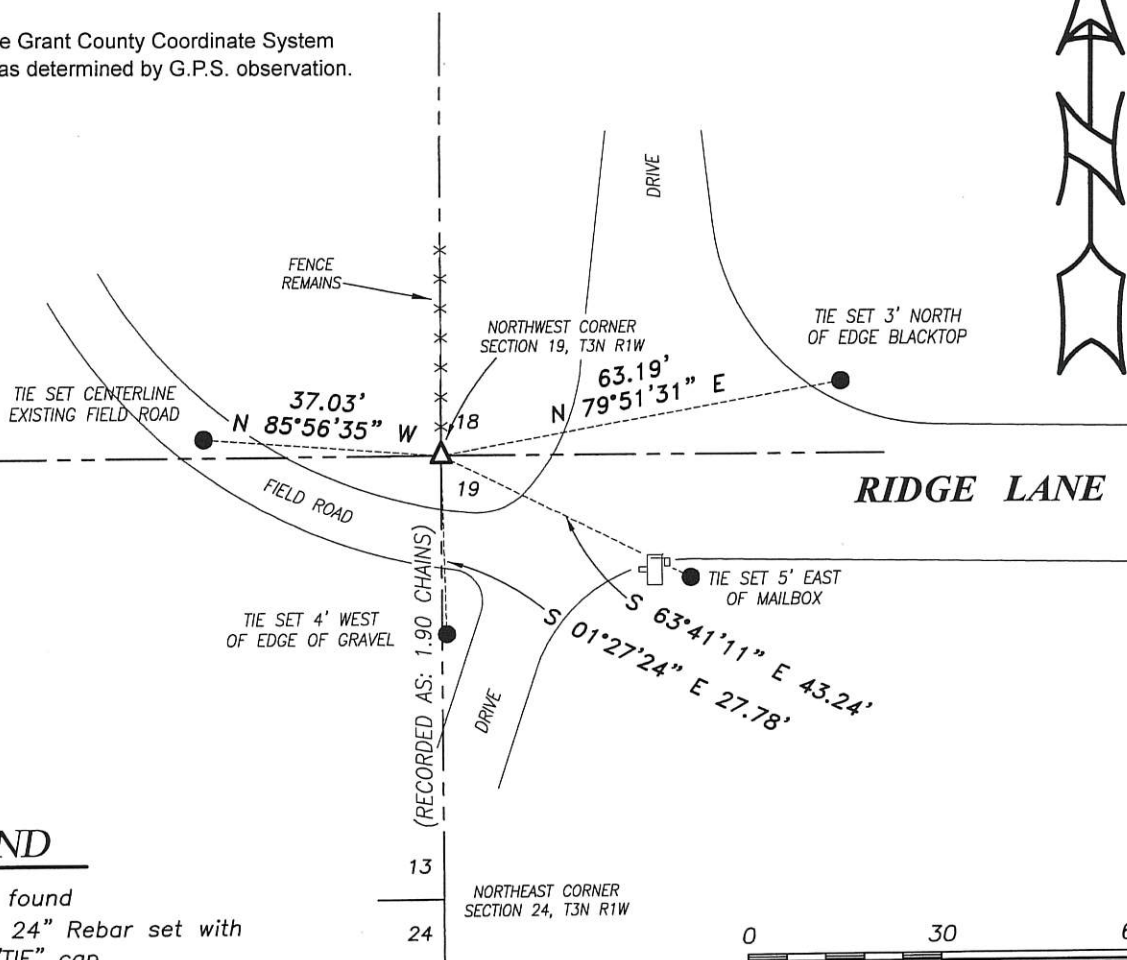 e Grant County Coordinate System
as determined by G.P.S. observation.
DRIVE
FENCE
REMAINS
NORTHWEST CORNER
SECTION 19, T3N R1W
TIE SET 3' NORTH
OF EDGE BLACKTOP
TIE SET CENTERLINE
EXISTING FIELD ROAD
37.03'
N 85°56'35" W
63.19'
N 79°51'31" E
18
19
RIDGE LANE
FIELD ROAD
(RECORDED AS: 1.90 CHAINS)
TIE SET 5' EAST
OF MAILBOX
TIE SET 4' WEST
OF EDGE OF GRAVEL
S 63°41'11" E 43.24'
S 01°27'24" E 27.78'
DRIVE
ND
found
24" Rebar set with
"TIE" cap
13
24
NORTHEAST CORNER
SECTION 24, T3N R1W
0 30 6